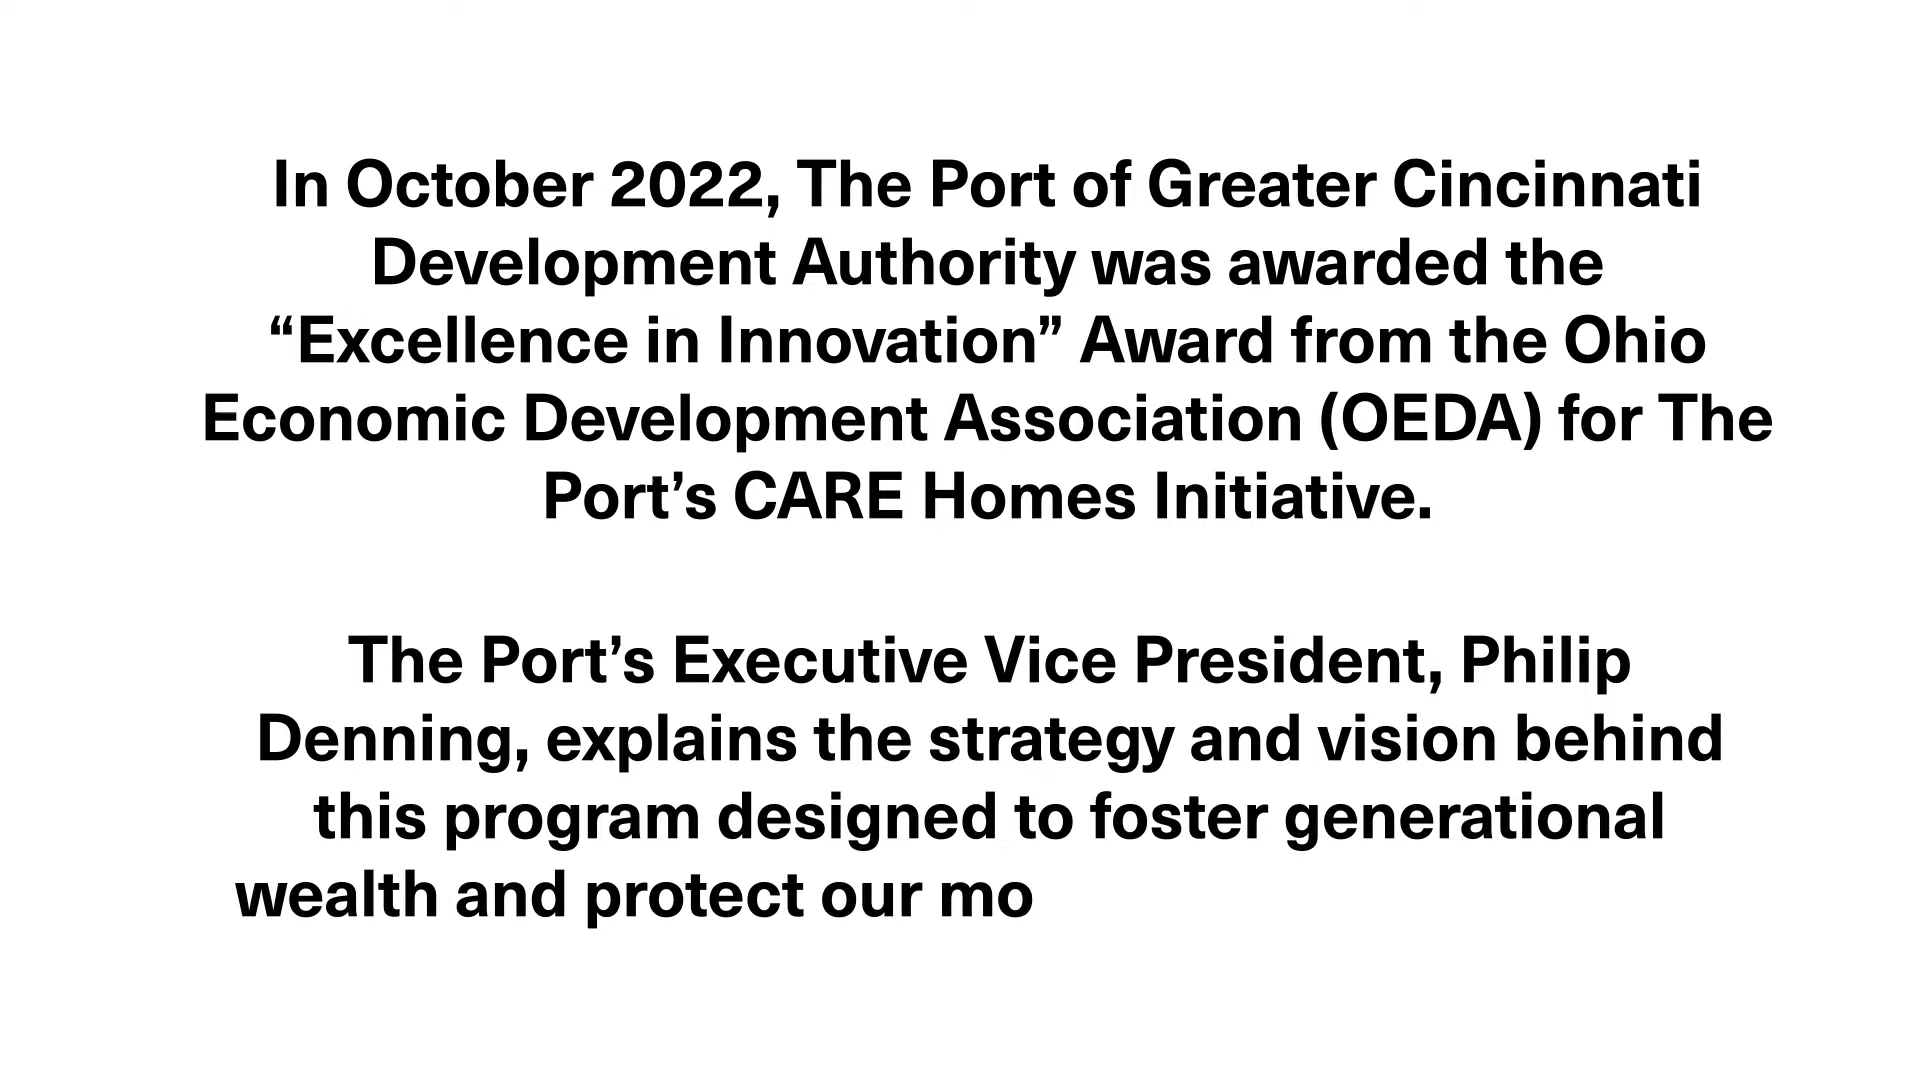 In October 2022, The Port of Greater Cincinnati
Development Authority was awarded the
“Excellence in Innovation” Award from the Ohio
Economic Development Association (OEDA) for The
Port’s CARE Homes Initiative.
The Port’s Executive Vice President, Philip
Denning, explains the strategy and vision behind
this program designed to foster generational
wealth and protect our mo